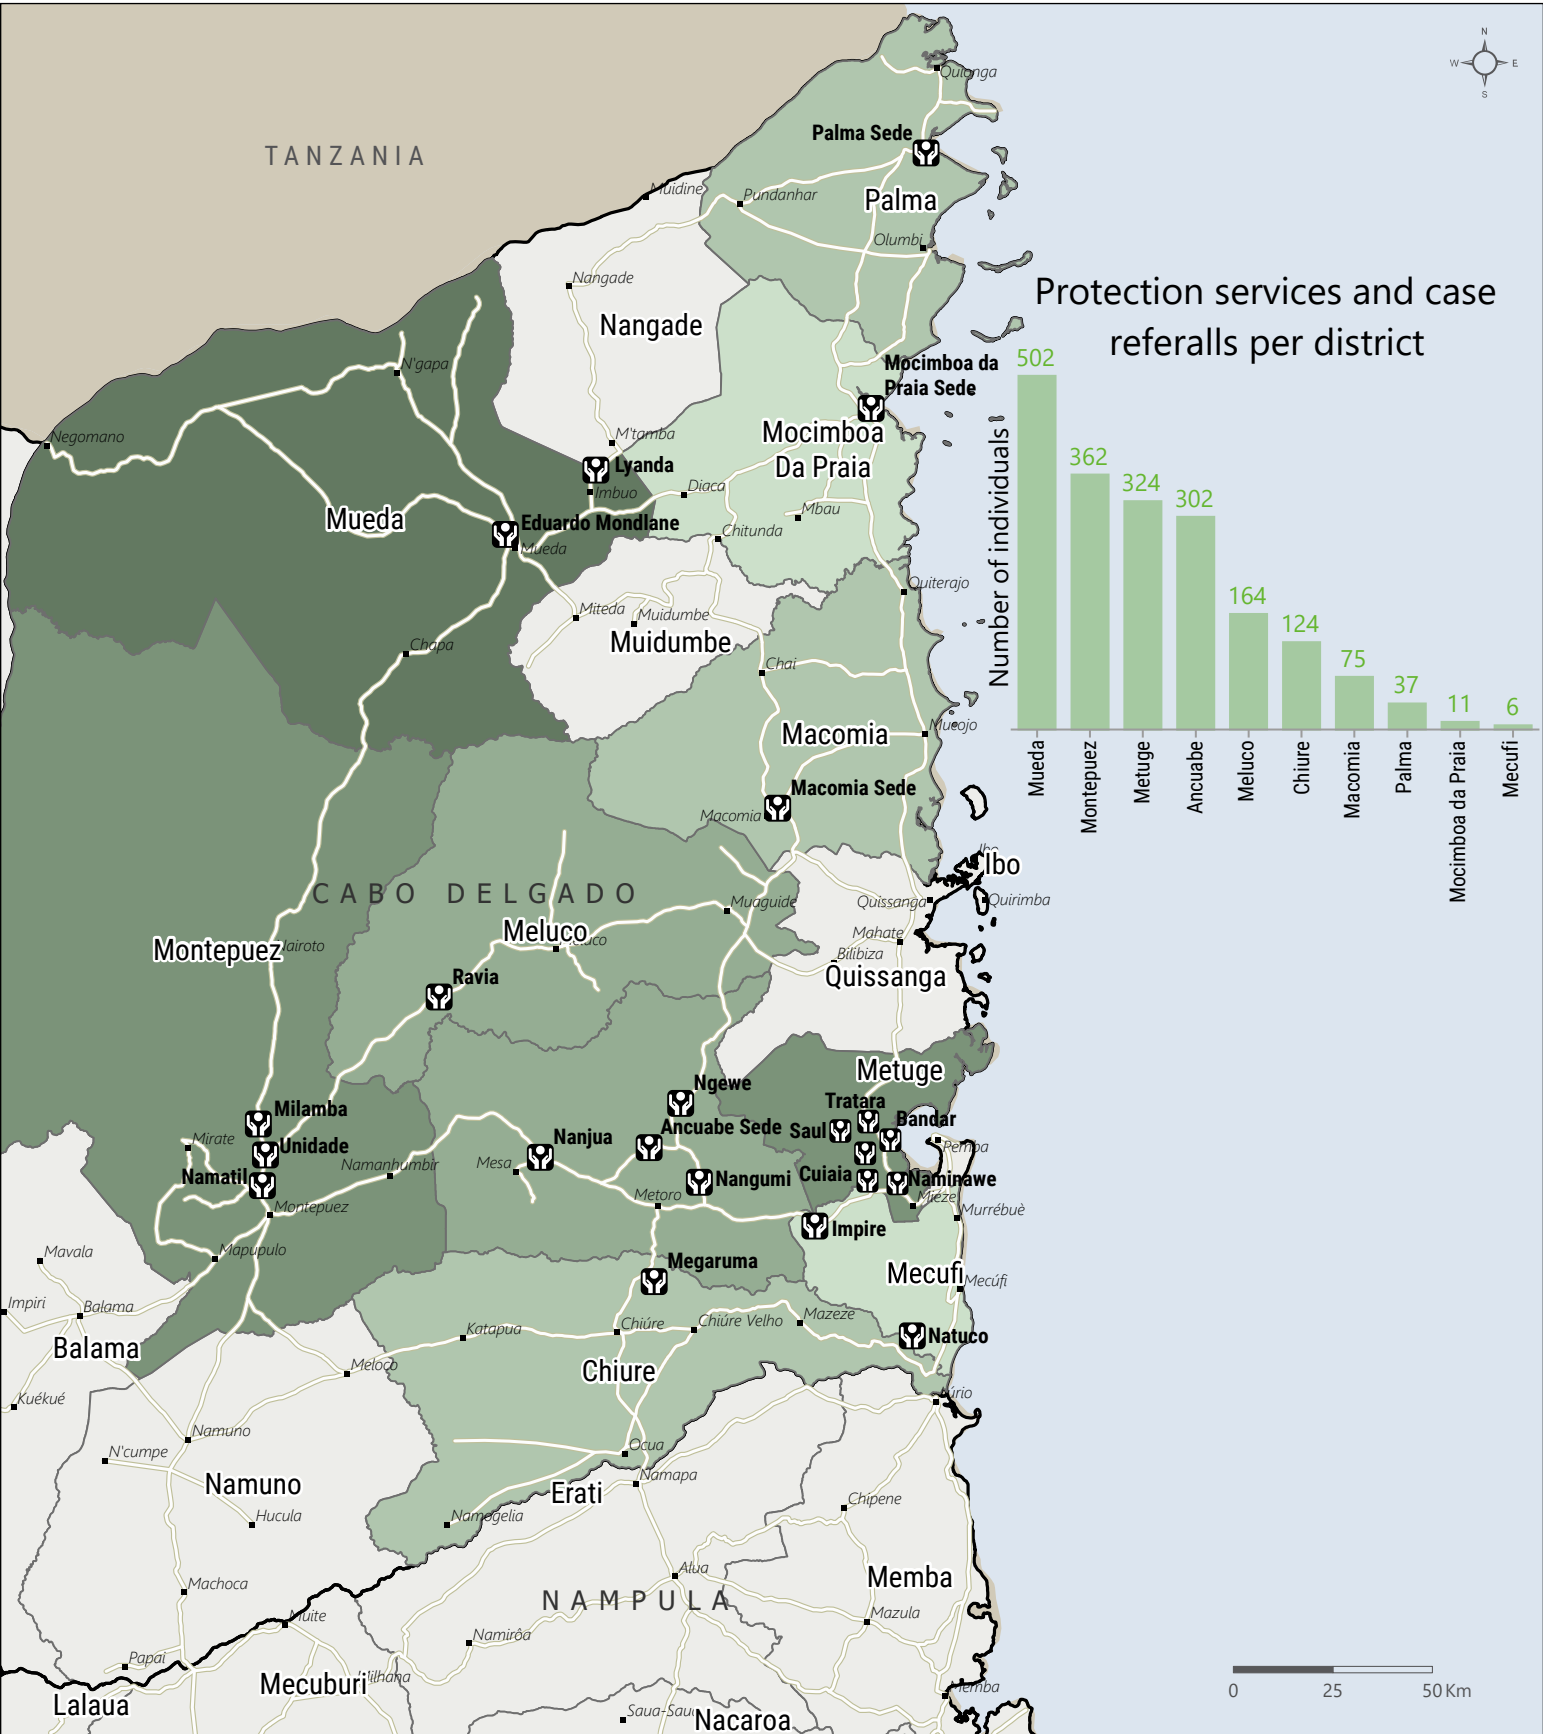 N
W
E
S
TANZANIA
Quionga
Palma Sede
Muidine
Pundanhar
Palma
Olumbi
Nangade
Nangade
Protection services and case
referalls per district
Number of individuals
502
362
324
302
164
124
75
37
11
6
Mueda
Montepuez
Metuge
Ancuabe
Meluco
Chiure
Macomia
Palma
Mocimboa da Praia
Mecufi
Mocimboa da
Praia Sede
N'gapa
Negomano
M'tamba
Mocimboa
Da Praia
Lyanda
Imbuo
Diaca
Mbau
Mueda
Eduardo Mondlane
Mueda
Chitunda
Quiterajo
Miteda
Muidumbe
Muidumbe
Chapa
Chai
Macomia
Macomia Sede
Macomia
Ibo
CABO DELGADO
Muaguide
Quissanga
Quirimba
Meluco
Montepuez
Mahate
Bilibiza
Quissanga
Ravia
Metuge
Ngewe
Tratara
Milamba
Bandar
Ancuabe Sede
Saul
Unidade
Mirate
Nanjua
Pemba
Namanhumbir
Mesa
Namatil
Nangumi
Cuiaia
Naminawe
Miéze
Metoro
Montepuez
Murrébuè
Impire
Mapupulo
Mavala
Megaruma
Mecufi
Mecúfi
Impiri
Balama
Katapua
Chiúre
Chiúre Velho
Mazeze
Natuco
Balama
Meloço
Chiure
Kuékué
Namuno
Ocua
N'cumpe
Namapa
Namuno
Erati
Chipene
Hucula
Namogelia
Alua
Memba
Machoca
NAMPULA
Mazula
Muite
Namirôa
Papai
Mecuburi
Memba
Lalaua
Saua-Saua
Nacaroa
0
25
50 Km